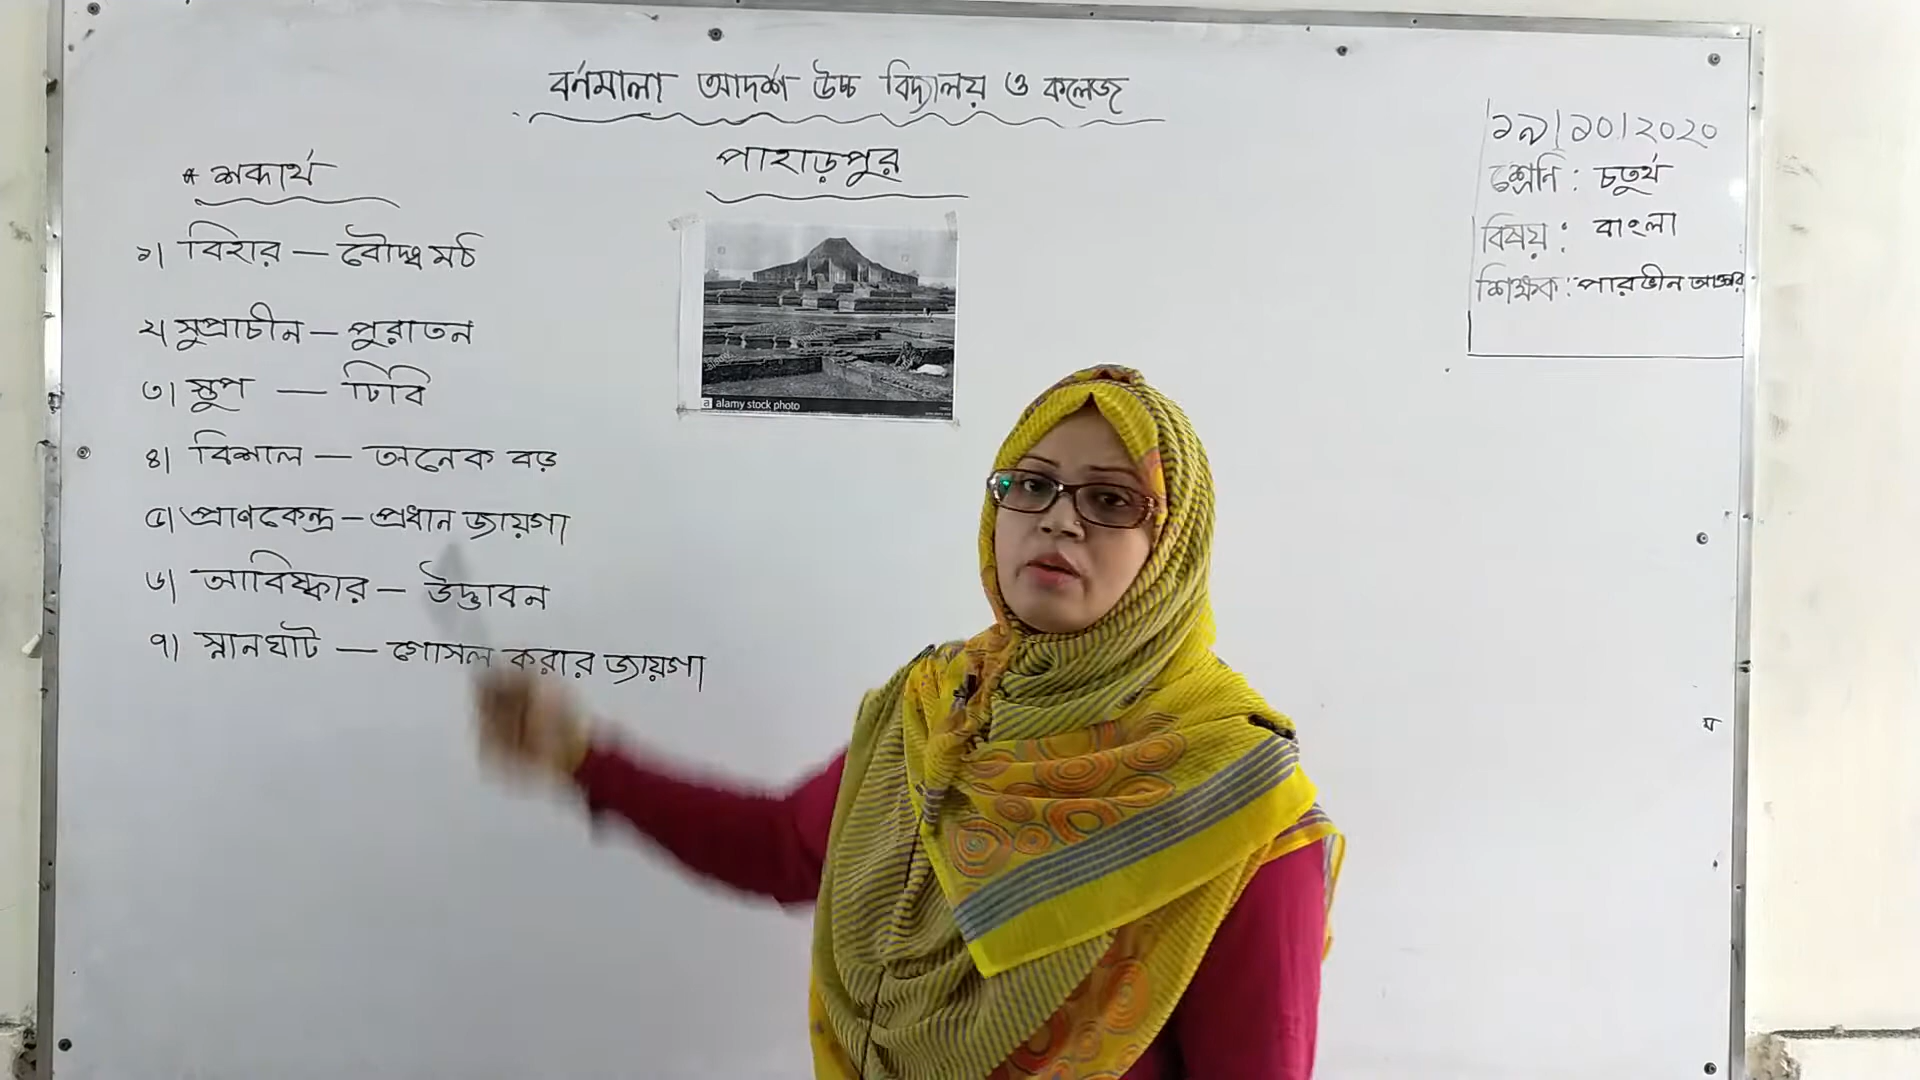 বর্ণমালা আদর্শ উচ্চ বিদ্যালয় ও কলেজ
পাহাড়পুর
১৯/১০/২০২০
শ্রেণি : চতুর্থ
বিষয় : বাংলা
শিক্ষক : পারভীন আক্তার
* শব্দার্থ
১। বিহার — বৌদ্ধ মঠ
২। সুপ্রাচীন — পুরাতন
৩। স্তুপ — ঢিবি
৪। বিশাল — অনেক বড়
৫। প্রাণকেন্দ্র — প্রধান জায়গা
৬। আবিষ্কার — উদ্ভাবন
৭। স্নানঘাট — গোসল করার জায়গা
a alamy stock photo